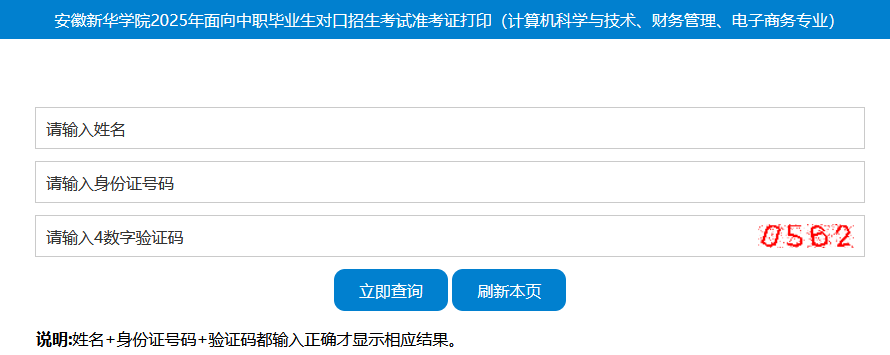 安徽新华学院2025年面向中职毕业生对口招生考试准考证打印（计算机科学与技术、财务管理、电子商务专业）
请输入姓名
请输入身份证号码
请输入4数字验证码 0562
立即查询 刷新本页
说明:姓名+身份证号码+验证码都输入正确才显示相应结果。